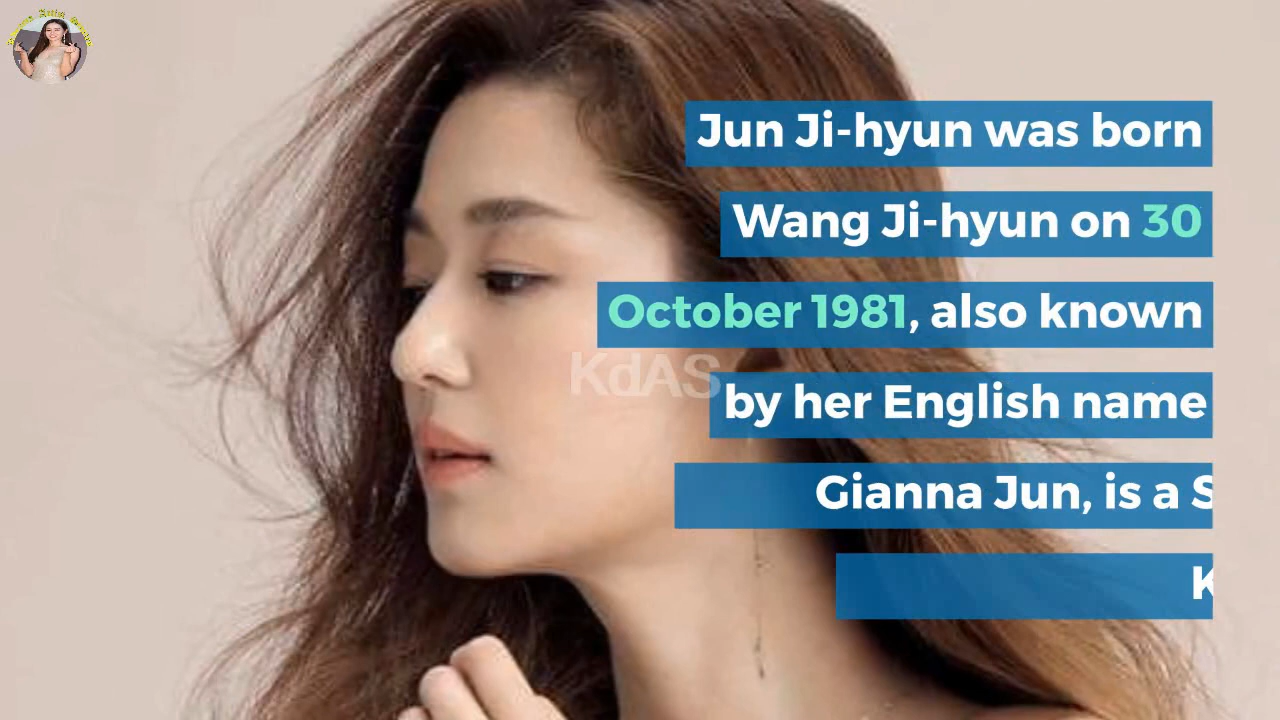 Jun Ji-hyun was born
Wang Ji-hyun on 30
October 1981, also known
KdAS
by her English name
Gianna Jun, is a S
K